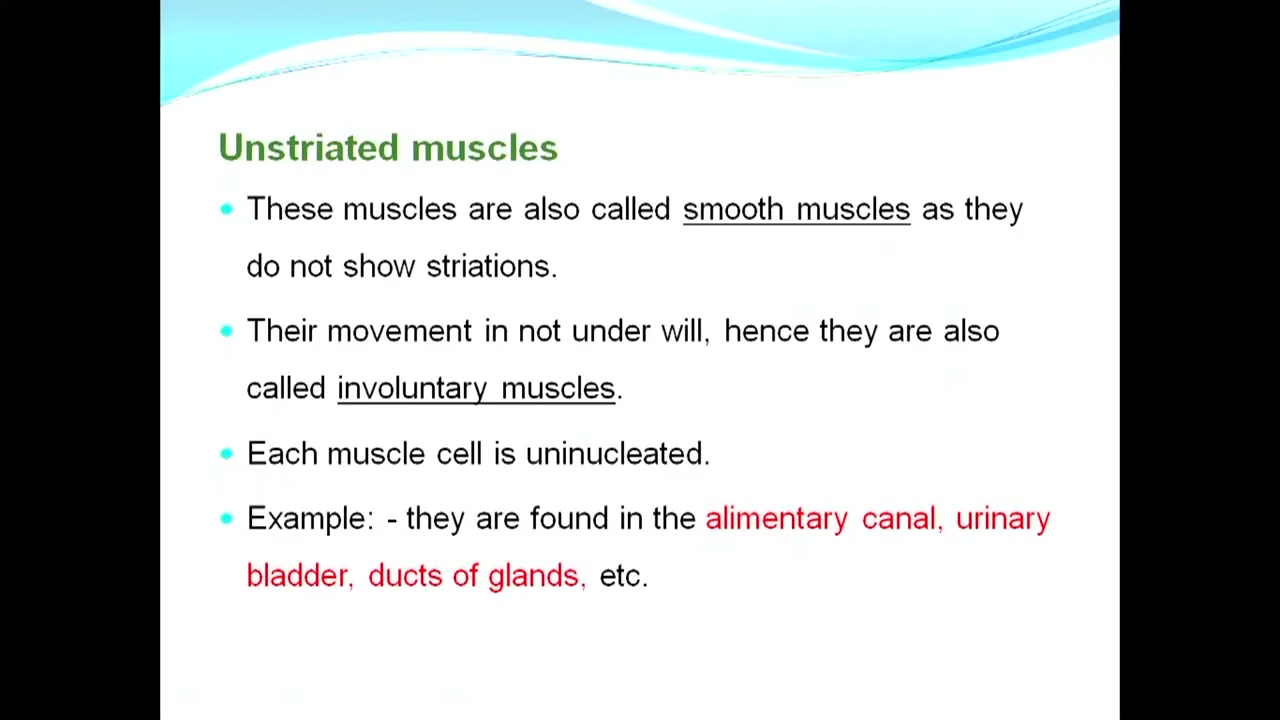 Unstriated muscles
These muscles are also called smooth muscles as they
do not show striations.
Their movement in not under will, hence they are also
called involuntary muscles.
Each muscle cell is uninucleated.
Example: - they are found in the alimentary canal, urinary
bladder, ducts of glands, etc.